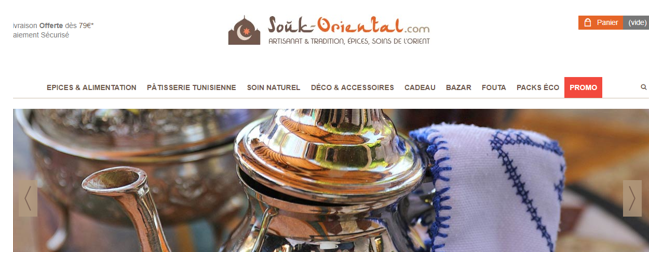 ivraison Offerte dès 79€*
aiement Sécurisé
Souk-Oriental.com
ARTISANAT & TRADITION, ÉPICES, SOINS DE L'ORIENT
Panier (vide)
EPICES & ALIMENTATION PÂTISSERIE TUNISIENNE SOIN NATUREL DÉCO & ACCESSOIRES CADEAU BAZAR FOUTA PACKS ÉCO PROMO